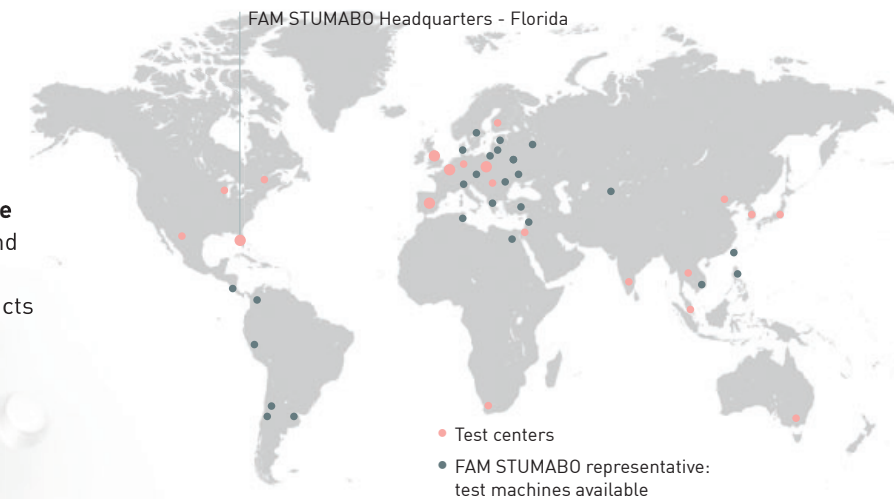 FAM STUMABO Headquarters - Florida
Test centers
FAM STUMABO representative:
test machines available